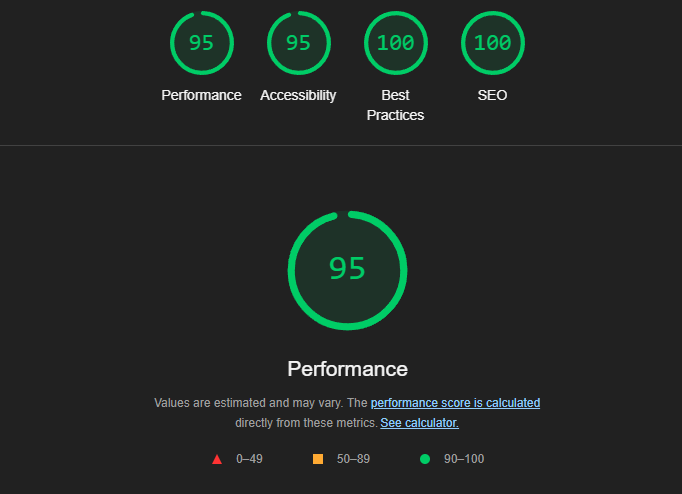 95 95 100 100
Performance Accessibility Best Practices SEO
95
Performance
Values are estimated and may vary. The performance score is calculated
directly from these metrics. See calculator.
0–49 50–89 90–100